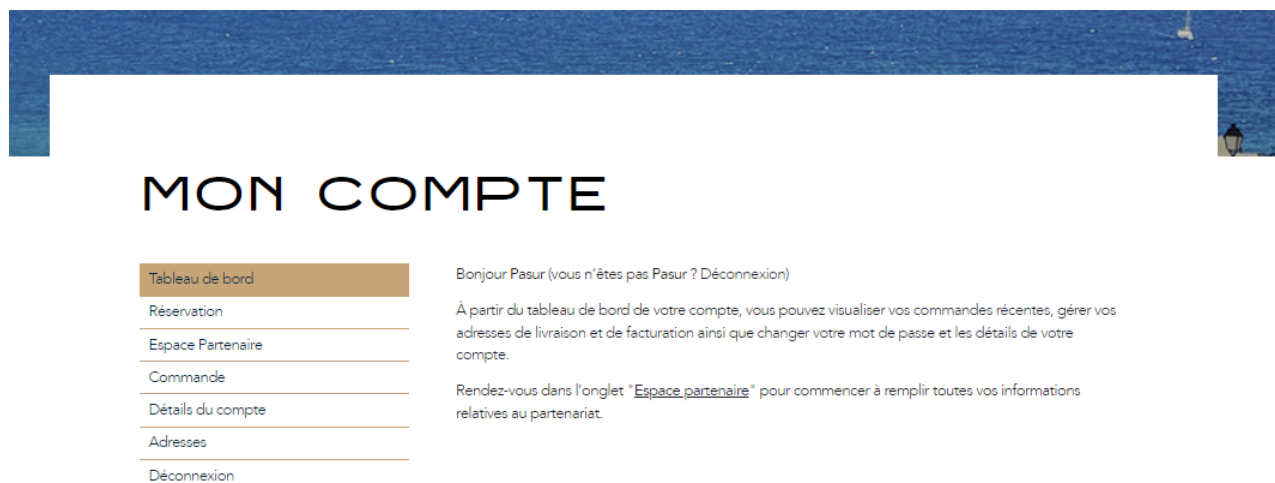 MON COMPTE
Tableau de bord
Réservation
Espace Partenaire
Commande
Détails du compte
Adresses
Déconnexion
Bonjour Pasur (vous n'êtes pas Pasur ? Déconnexion)
À partir du tableau de bord de votre compte, vous pouvez visualiser vos commandes récentes, gérer vos
adresses de livraison et de facturation ainsi que changer votre mot de passe et les détails de votre
compte.
Rendez-vous dans l'onglet "Espace partenaire" pour commencer à remplir toutes vos informations
relatives au partenariat.